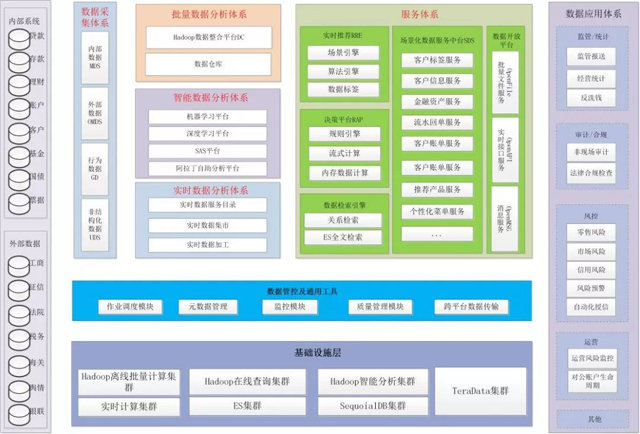 内部系统
贷款
存款
理财
账户
客户
基金
国债
票据
外部数据
工商
征信
法院
税务
海关
舆情
银联
数据采
集体系
内部
数据
MDS
外部
数据
OMDS
行为
数据
GD
非结
构化
数据
UDS
批量数据分析体系
Hadoop数据整合平台DC
数据仓库
智能数据分析体系
机器学习平台
深度学习平台
SAS平台
阿拉丁自助分析平台
实时数据分析体系
实时数据服务目录
实时数据集市
实时数据加工
服务体系
实时推荐RRE
场景引擎
算法引擎
数据标签
决策平台RAP
规则引擎
流式计算
内存数据计算
数据检索引擎
关系检索
ES全文检索
场景化数据服务中台SDS
客户标签服务
客户信息服务
金融资产服务
流水回单服务
客户账单服务
客户账单服务
推荐产品服务
个性化菜单服务
...
数据开放
平台
OpenFile
批量文件服务
OpenAPI
实时接口服务
OpenMSG
消息服务
数据管控及通用工具
作业调度模块
元数据管理
监控模块
质量管理模块
跨平台数据传输
基础设施层
Hadoop离线批量计算集
群
实时计算集群
Hadoop在线查询集群
ES集群
Hadoop智能分析集群
SequoialDB集群
TeraData集群
数据应用体系
监管/统计
监管报送
经营统计
反洗钱
审计/合规
非现场审计
法律合规检查
风控
零售风险
市场风险
信用风险
风险预警
自动化授信
运营
运营风险监控
对公账户生命
周期
其他